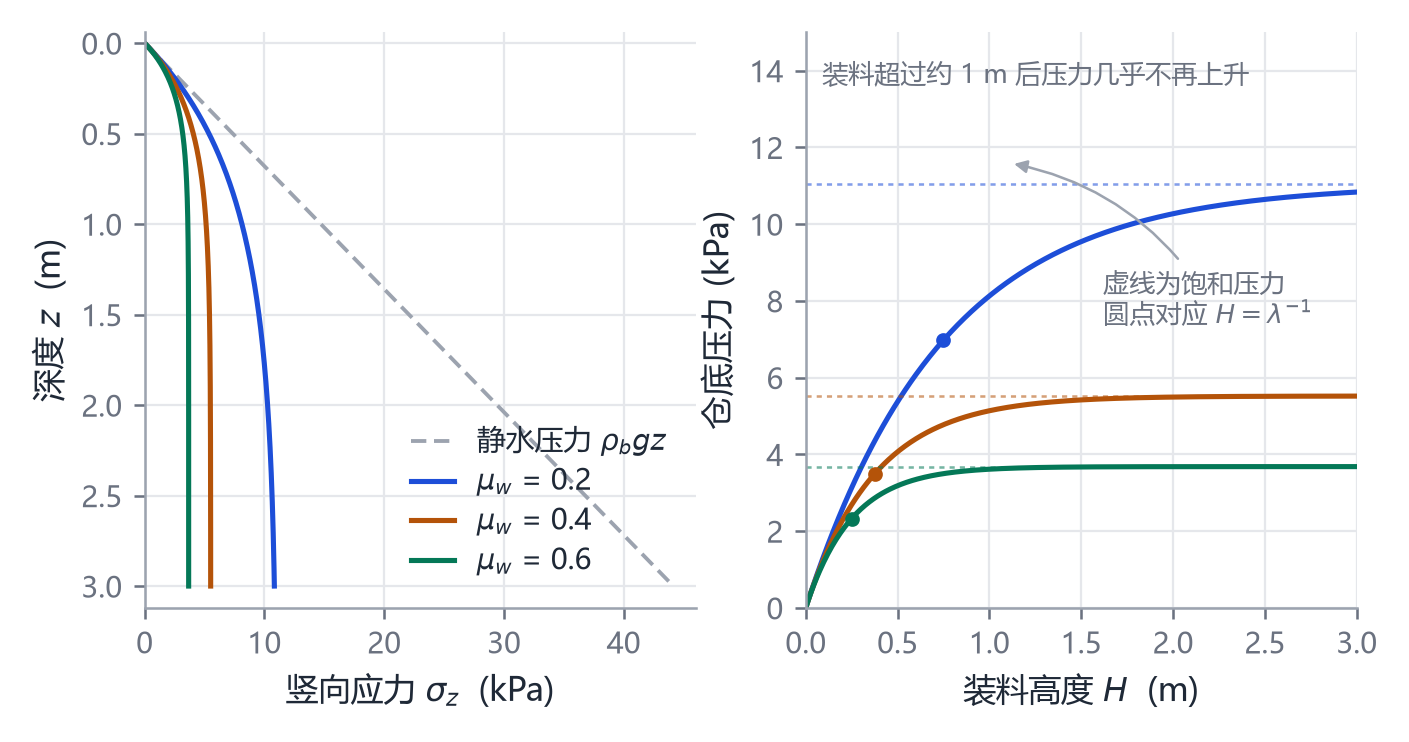 0.0
0.5
1.0
1.5
2.0
2.5
3.0
深度 z (m)
0 10 20 30 40
竖向应力 σz (kPa)
静水压力 ρbgz
μw = 0.2
μw = 0.4
μw = 0.6
14
12
10
8
6
4
2
0
仓底压力 (kPa)
装料超过约 1 m 后压力几乎不再上升
虚线为饱和压力
圆点对应 H = λ⁻¹
0.0 0.5 1.0 1.5 2.0 2.5 3.0
装料高度 H (m)